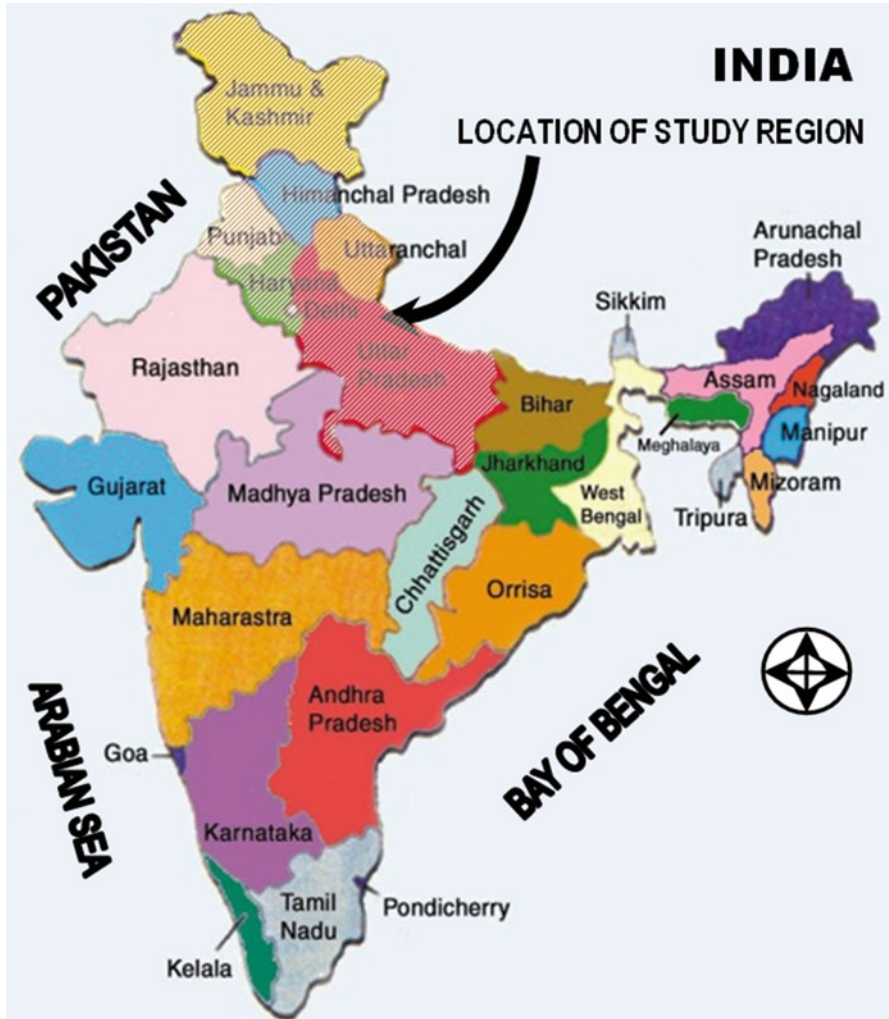 INDIA
LOCATION OF STUDY REGION
Jammu &
Kashmir
Himanchal Pradesh
PAKISTAN
Punjab
Uttaranchal
Arunachal
Pradesh
Haryana
Delhi
Sikkim
Rajasthan
Uttar
Pradesh
Assam
Nagaland
Bihar
Meghalaya
Manipur
Jharkhand
Gujarat
Madhya Pradesh
West
Bengal
Mizoram
Tripura
Chhattisgarh
Orrisa
Maharastra
Andhra
Pradesh
BAY OF BENGAL
ARABIAN SEA
Goa
Karnataka
Tamil
Nadu
Pondicherry
Kelala